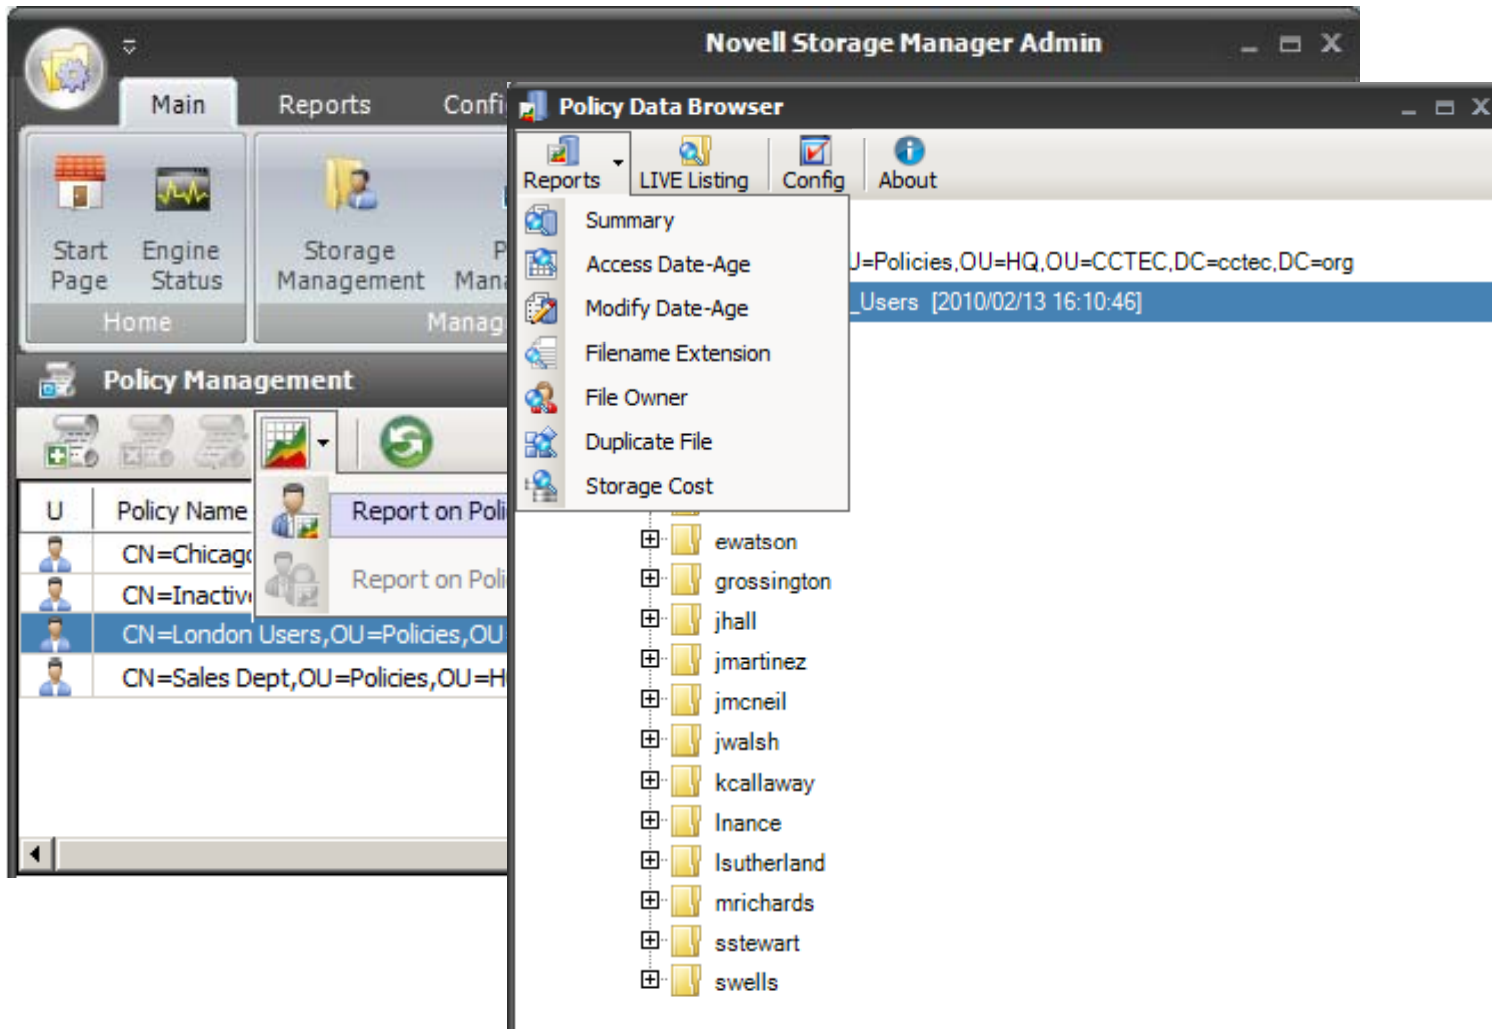 Novell Storage Manager Admin
Main Reports Confi
Start Page
Engine Status
Storage Management
P
Mana
Home
Manag
Policy Management
U Policy Name
CN=Chicago
CN=Inactive
CN=London Users,OU=Policies,OU
CN=Sales Dept,OU=Policies,OU=H
Report on Poli
Report on Poli
Policy Data Browser
Reports LIVE Listing Config About
Summary
Access Date-Age
Modify Date-Age
Filename Extension
File Owner
Duplicate File
Storage Cost
U=Policies,OU=HQ,OU=CCTEC,DC=cctec,DC=org
_Users [2010/02/13 16:10:46]
ewatson
grossington
jhall
jmartinez
jmcneil
jwalsh
kcallaway
lnance
lsutherland
mrichards
sstewart
swells